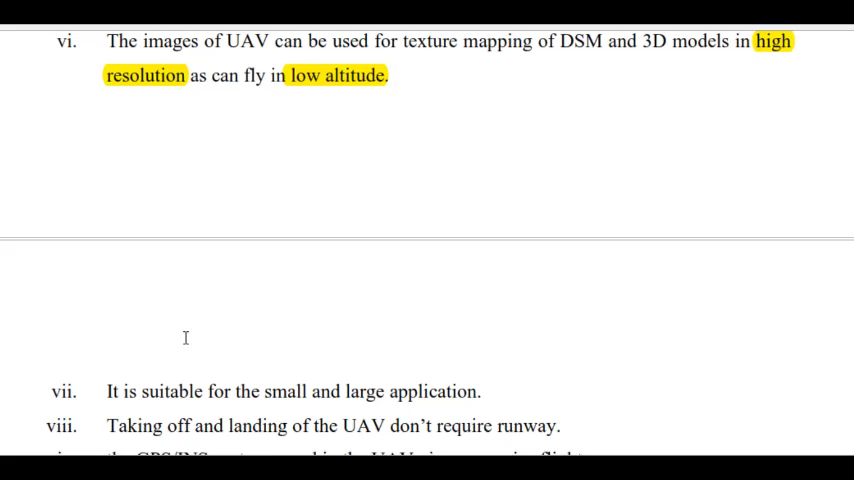 vi. The images of UAV can be used for texture mapping of DSM and 3D models in high
resolution as can fly in low altitude.
vii. It is suitable for the small and large application.
viii. Taking off and landing of the UAV don't require runway.